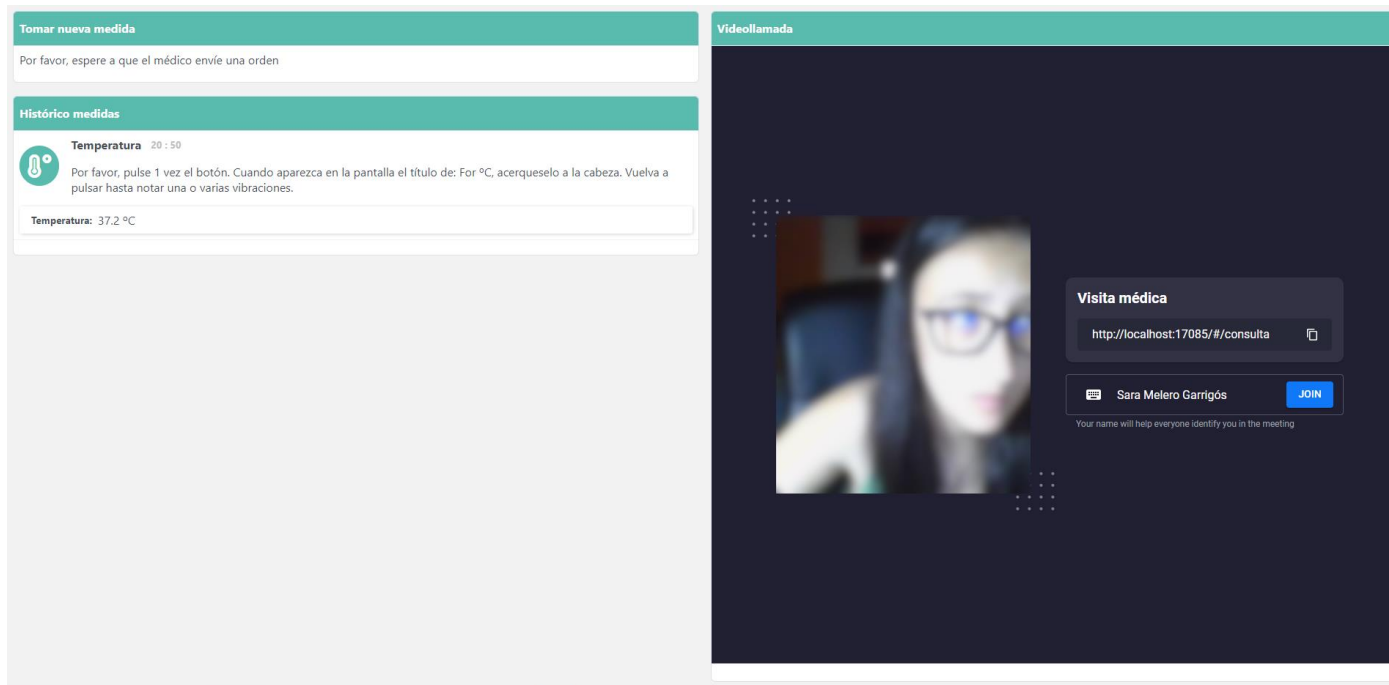 Tomar nueva medida
Por favor, espere a que el médico envíe una orden
Histórico medidas
Temperatura 20 : 50
Por favor, pulse 1 vez el botón. Cuando aparezca en la pantalla el título de: For ºC, acerqueselo a la cabeza. Vuelva a
pulsar hasta notar una o varias vibraciones.
Temperatura: 37.2 ºC
Videollamada
Visita médica
http://localhost:17085/#/consulta
Sara Melero Garrigós
JOIN
Your name will help everyone identify you in the meeting